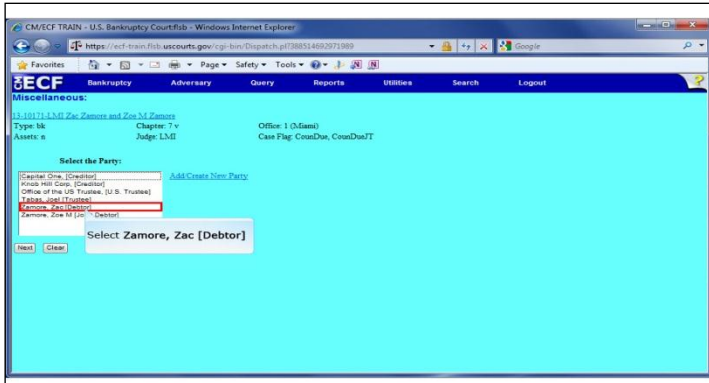 CM/ECF TRAIN - U.S. Bankruptcy Court:flsb - Windows Internet Explorer
https://ecf-train.flsb.uscourts.gov/cgi-bin/Dispatch.pl?388514692971989
Google
Favorites Page Safety Tools
ECF Bankruptcy Adversary Query Reports Utilities Search Logout ?
Miscellaneous:
13-10171-LMI Zac Zamore and Zoe M Zamore
Type: bk Chapter: 7 v Office: 1 (Miami)
Assets: n Judge: LMI Case Flag: CounDue, CounDueJT
Select the Party:
Capital One, [Creditor] Add/Create New Party
Knob Hill Corp, [Creditor]
Office of the US Trustee, [U.S. Trustee]
Tabas, Joel [Trustee]
Zamore, Zac [Debtor]
Zamore, Zoe M [Jo Debtor]
Select Zamore, Zac [Debtor]
Next Clear